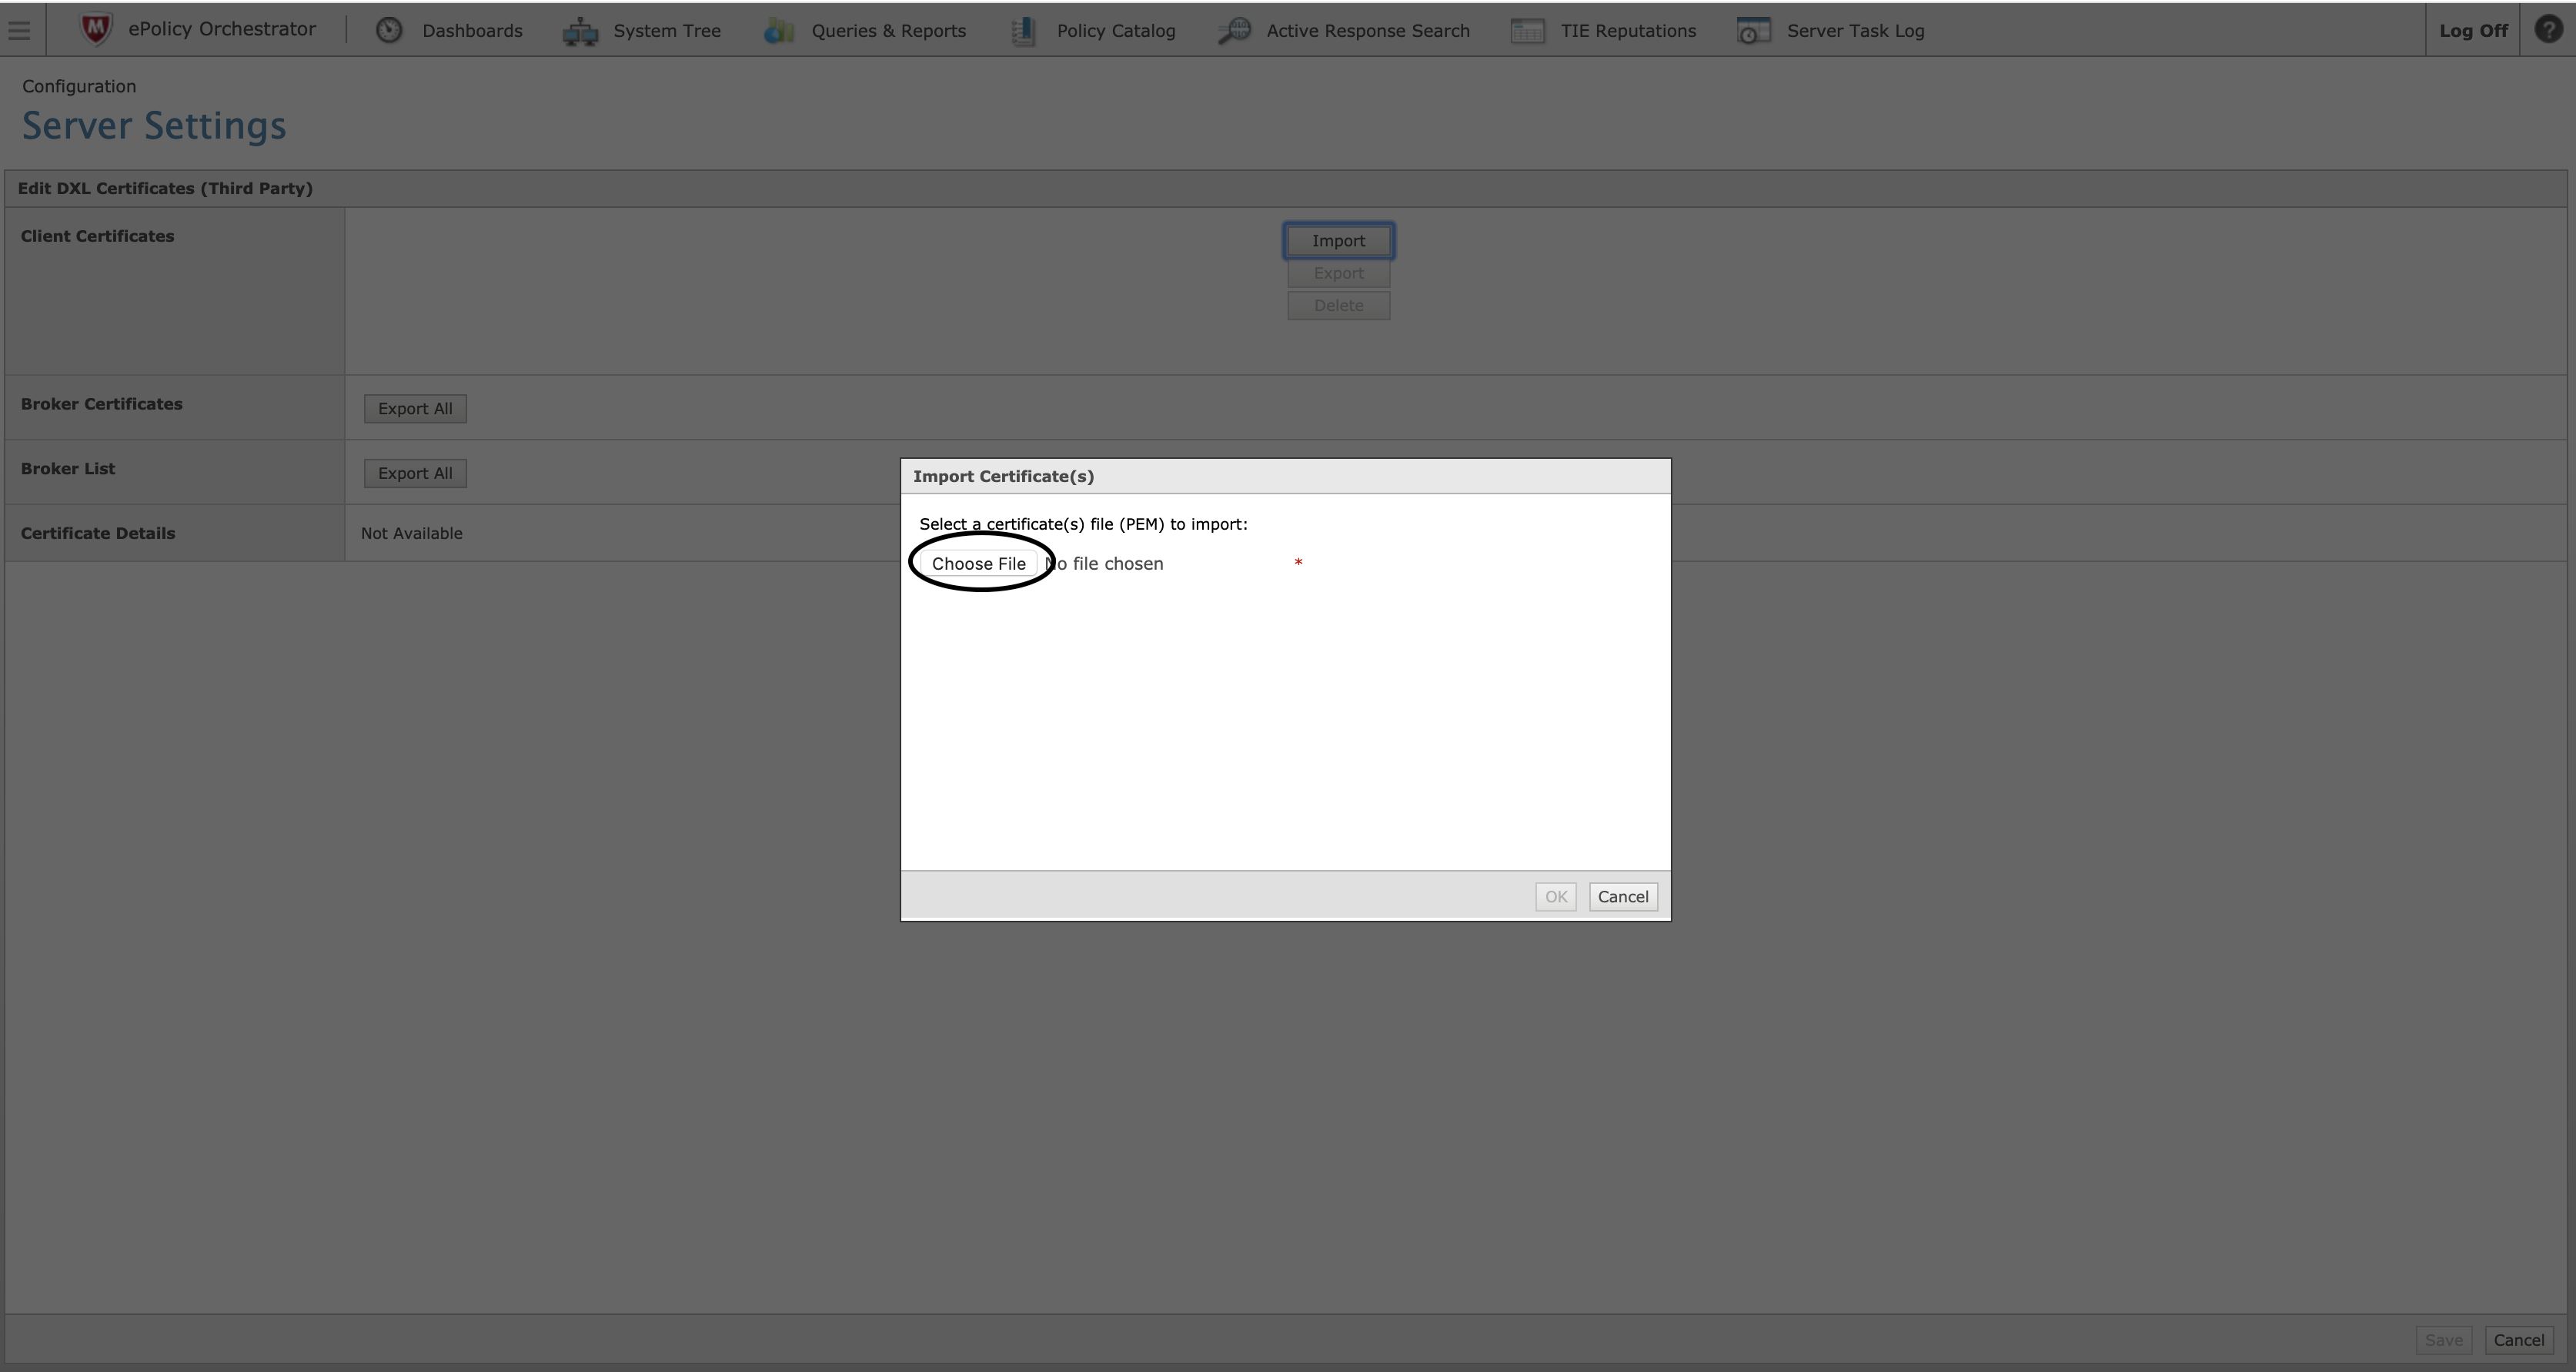 ePolicy Orchestrator Dashboards System Tree Queries & Reports Policy Catalog Active Response Search TIE Reputations Server Task Log Log Off ?
Configuration
Server Settings
Edit DXL Certificates (Third Party)
Client Certificates
Import
Export
Delete
Broker Certificates Export All
Broker List Export All
Certificate Details Not Available
Import Certificate(s)
Select a certificate(s) file (PEM) to import:
Choose File No file chosen *
OK Cancel
Save Cancel